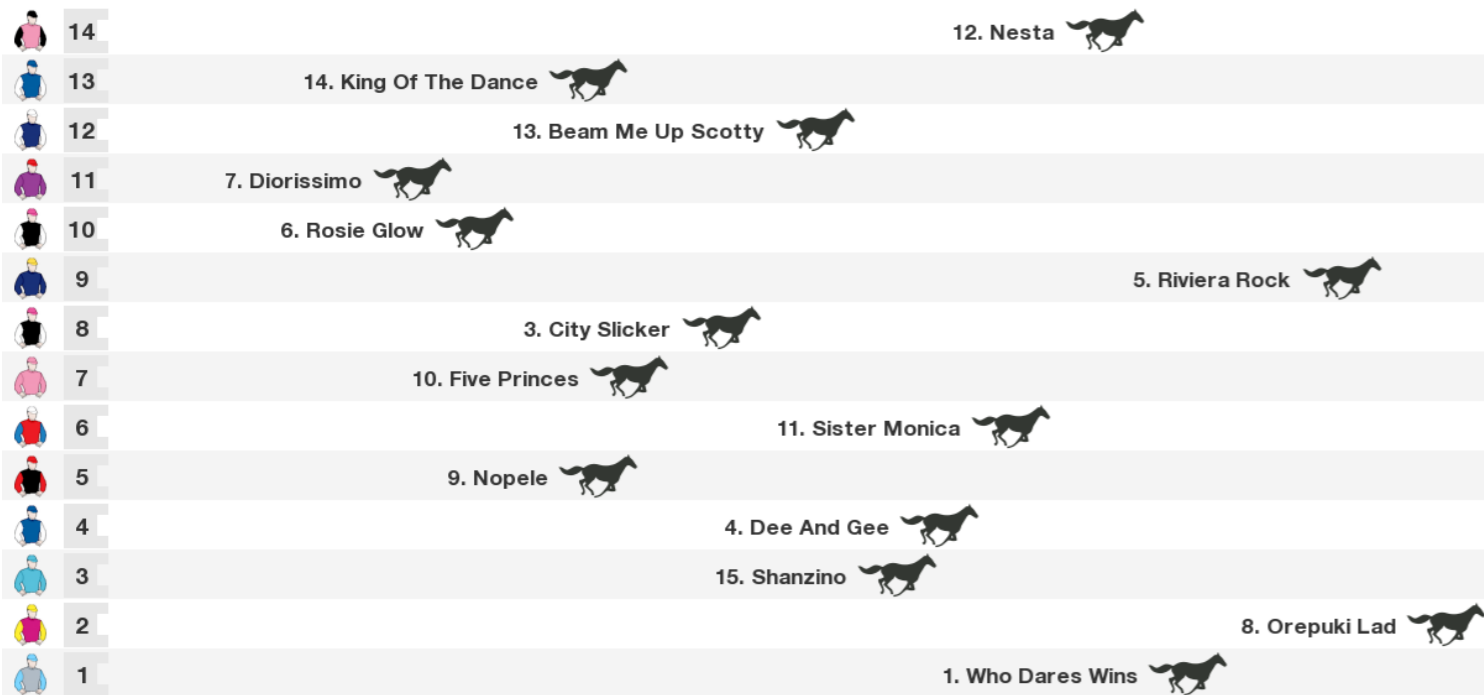 14 12. Nesta
13 14. King Of The Dance
12 13. Beam Me Up Scotty
11 7. Diorissimo
10 6. Rosie Glow
9 5. Riviera Rock
8 3. City Slicker
7 10. Five Princes
6 11. Sister Monica
5 9. Nopele
4 4. Dee And Gee
3 15. Shanzino
2 8. Orepuki Lad
1 1. Who Dares Wins